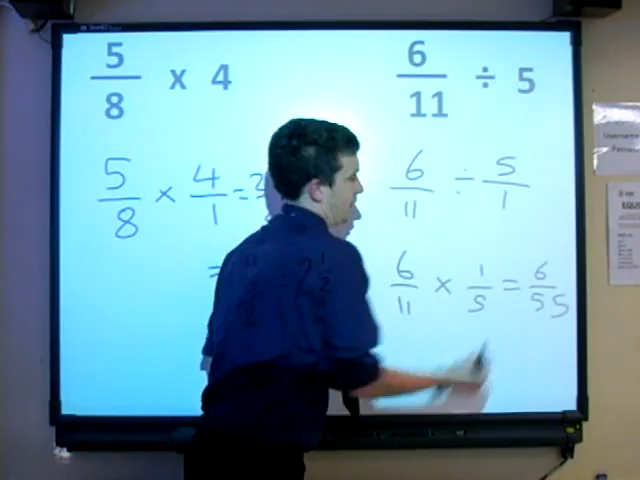 5/8 x 4
5/8 × 4/1 =
=
6/11 ÷ 5
6/11 ÷ 5/1
6/11 × 1/5 = 6/55